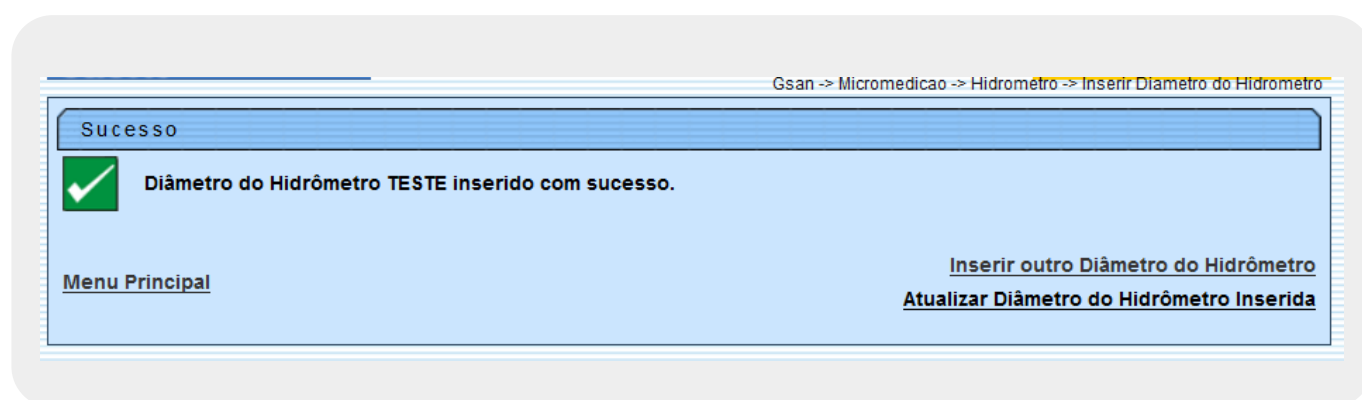 Gsan -> Micromedicao -> Hidrometro -> Inserir Diametro do Hidrometro
Sucesso
Diâmetro do Hidrômetro TESTE inserido com sucesso.
Inserir outro Diâmetro do Hidrômetro
Menu Principal
Atualizar Diâmetro do Hidrômetro Inserida